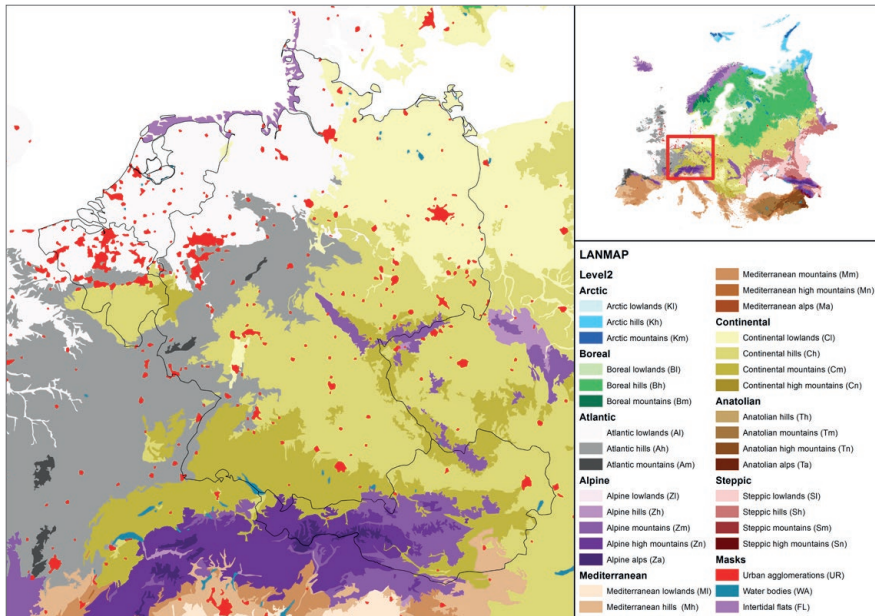 LANMAP
Level2
Arctic
Arctic lowlands (Kl)
Arctic hills (Kh)
Arctic mountains (Km)
Boreal
Boreal lowlands (Bl)
Boreal hills (Bh)
Boreal mountains (Bm)
Atlantic
Atlantic lowlands (Al)
Atlantic hills (Ah)
Atlantic mountains (Am)
Alpine
Alpine lowlands (Zl)
Alpine hills (Zh)
Alpine mountains (Zm)
Alpine high mountains (Zn)
Alpine alps (Za)
Mediterranean
Mediterranean lowlands (Ml)
Mediterranean hills (Mh)
Mediterranean mountains (Mm)
Mediterranean high mountains (Mn)
Mediterranean alps (Ma)
Continental
Continental lowlands (Cl)
Continental hills (Ch)
Continental mountains (Cm)
Continental high mountains (Cn)
Anatolian
Anatolian hills (Th)
Anatolian mountains (Tm)
Anatolian high mountains (Tn)
Anatolian alps (Ta)
Steppic
Steppic lowlands (Sl)
Steppic hills (Sh)
Steppic mountains (Sm)
Steppic high mountains (Sn)
Masks
Urban agglomerations (UR)
Water bodies (WA)
Intertidal flats (FL)